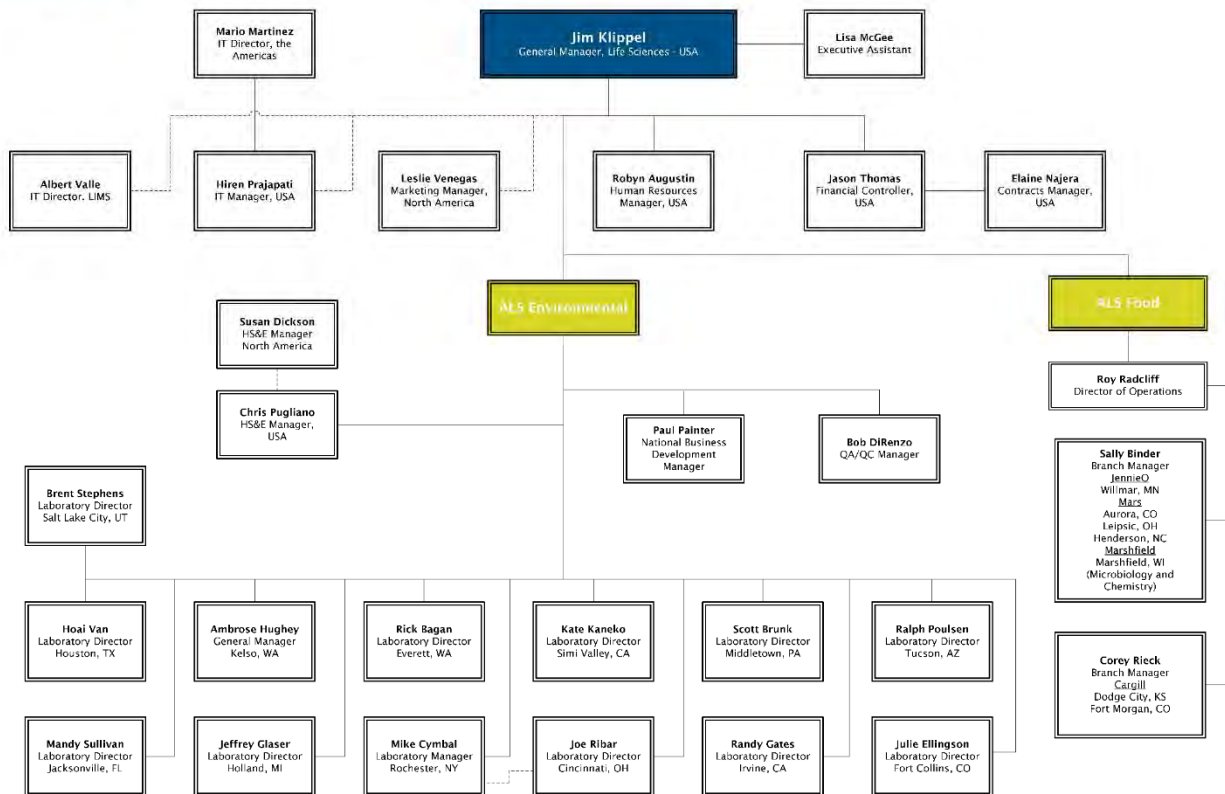 Mario Martinez
IT Director, the
Americas
Jim Klippel
General Manager, Life Sciences - USA
Lisa McGee
Executive Assistant
Albert Valle
IT Director. LIMS
Hiren Prajapati
IT Manager, USA
Leslie Venegas
Marketing Manager,
North America
Robyn Augustin
Human Resources
Manager, USA
Jason Thomas
Financial Controller,
USA
Elaine Najera
Contracts Manager,
USA
ALS Environmental
ALS Food
Susan Dickson
HS&E Manager
North America
Roy Radcliff
Director of Operations
Chris Pugliano
HS&E Manager,
USA
Paul Painter
National Business
Development
Manager
Bob DiRenzo
QA/QC Manager
Sally Binder
Branch Manager
JennieO
Willmar, MN
Mars
Aurora, CO
Leipsic, OH
Henderson, NC
Marshfield
Marshfield, WI
(Microbiology and
Chemistry)
Brent Stephens
Laboratory Director
Salt Lake City, UT
Hoai Van
Laboratory Director
Houston, TX
Ambrose Hughey
General Manager
Kelso, WA
Rick Bagan
Laboratory Director
Everett, WA
Kate Kaneko
Laboratory Director
Simi Valley, CA
Scott Brunk
Laboratory Director
Middletown, PA
Ralph Poulsen
Laboratory Director
Tucson, AZ
Corey Rieck
Branch Manager
Cargill
Dodge City, KS
Fort Morgan, CO
Mandy Sullivan
Laboratory Director
Jacksonville, FL
Jeffrey Glaser
Laboratory Director
Holland, MI
Mike Cymbal
Laboratory Manager
Rochester, NY
Joe Ribar
Laboratory Director
Cincinnati, OH
Randy Gates
Laboratory Director
Irvine, CA
Julie Ellingson
Laboratory Director
Fort Collins, CO